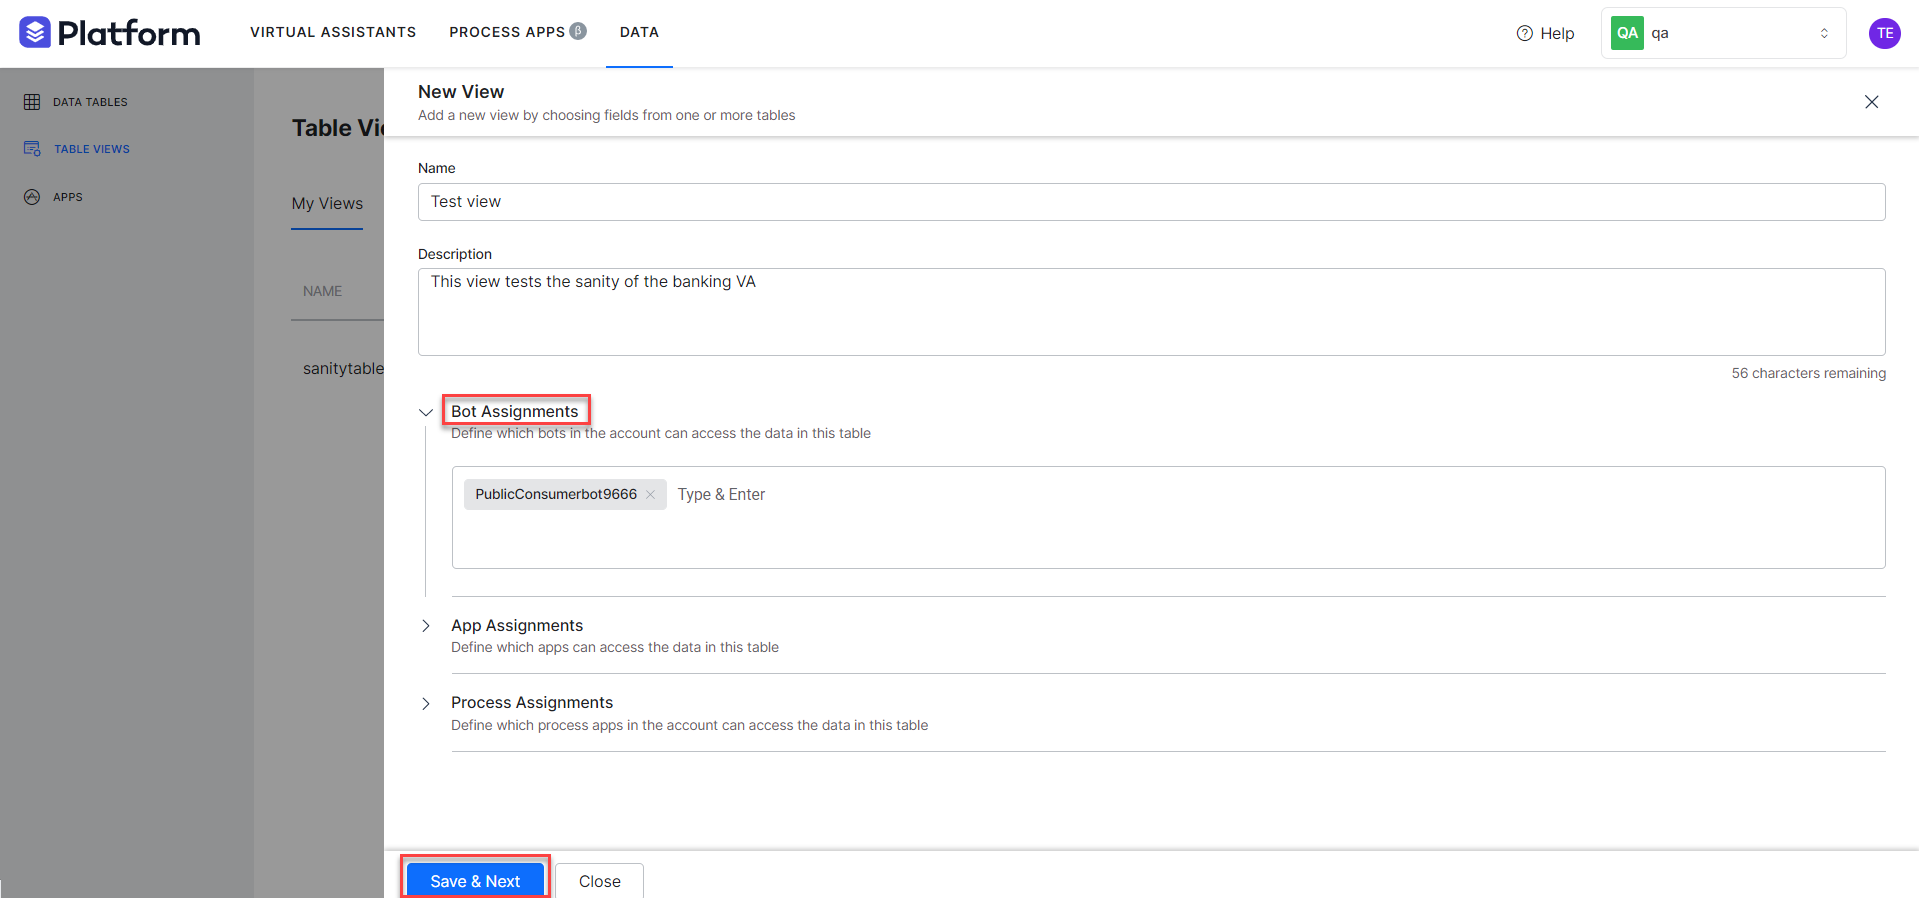 Platform
VIRTUAL ASSISTANTS
PROCESS APPS β
DATA
Help
QA qa
TE
DATA TABLES
TABLE VIEWS
APPS
Table Vi
My Views
NAME
sanitytable
New View
Add a new view by choosing fields from one or more tables
Name
Test view
Description
This view tests the sanity of the banking VA
56 characters remaining
Bot Assignments
Define which bots in the account can access the data in this table
PublicConsumerbot9666 Type & Enter
App Assignments
Define which apps can access the data in this table
Process Assignments
Define which process apps in the account can access the data in this table
Save & Next
Close